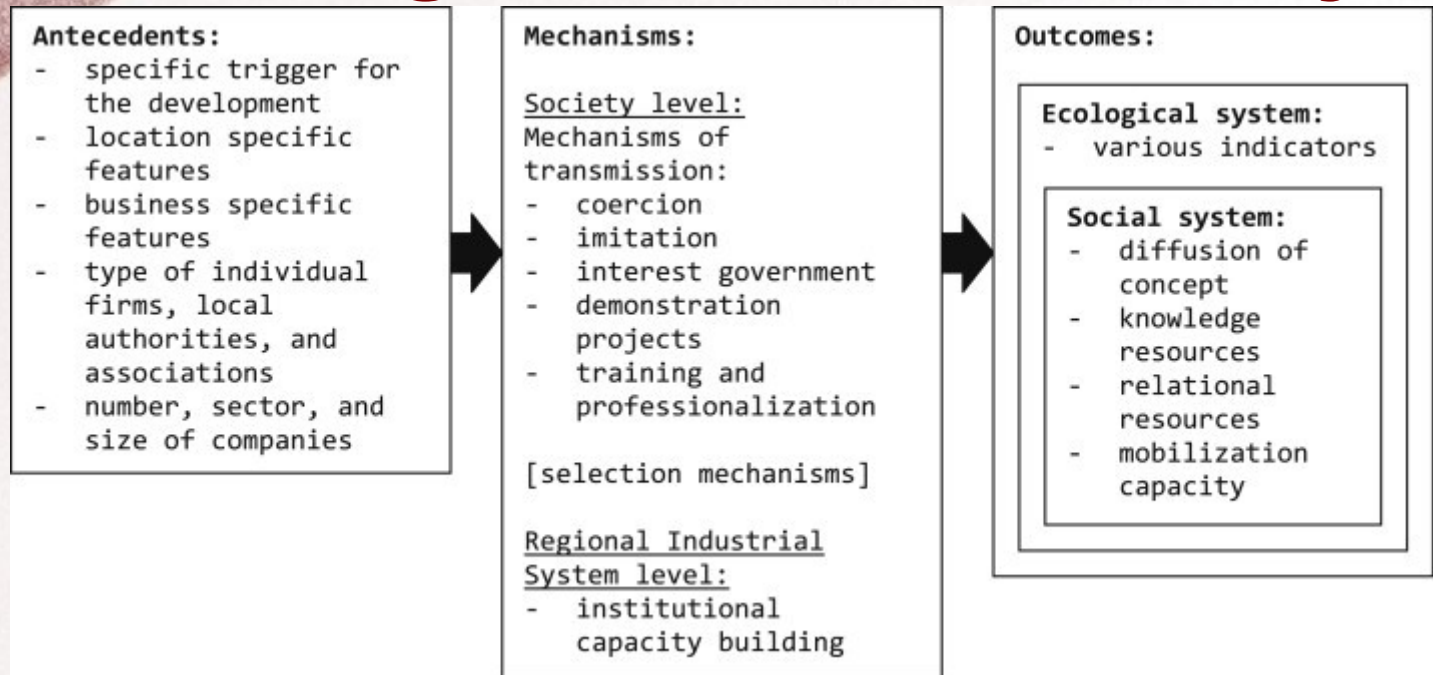 Antecedents:
- specific trigger for
the development
- location specific
features
- business specific
features
- type of individual
firms, local
authorities, and
associations
- number, sector, and
size of companies
Mechanisms:
Society level:
Mechanisms of
transmission:
- coercion
- imitation
- interest government
- demonstration
projects
- training and
professionalization
[selection mechanisms]
Regional Industrial
System level:
- institutional
capacity building
Outcomes:
Ecological system:
- various indicators
Social system:
- diffusion of
concept
- knowledge
resources
- relational
resources
- mobilization
capacity